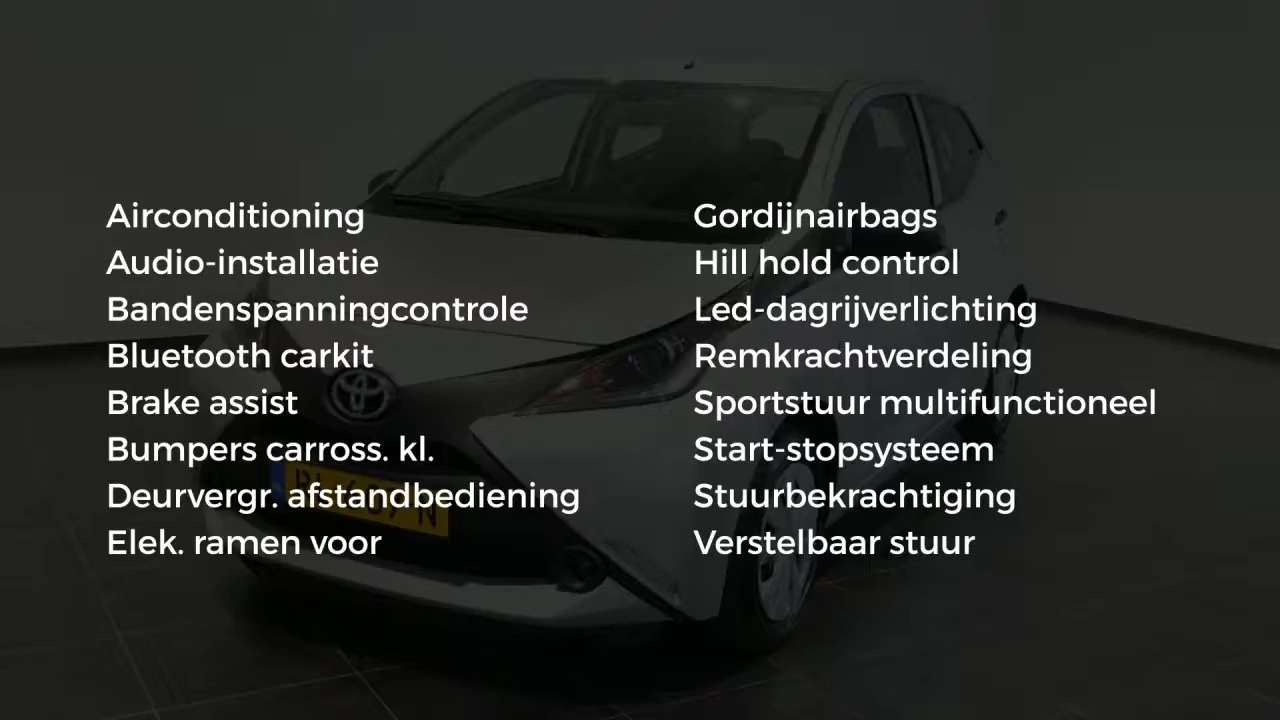 Airconditioning
Audio-installatie
Bandenspanningcontrole
Bluetooth carkit
Brake assist
Bumpers carross. kl.
Deurvergr. afstandbediening
Elek. ramen voor
Gordijnairbags
Hill hold control
Led-dagrijverlichting
Remkrachtverdeling
Sportstuur multifunctioneel
Start-stopsysteem
Stuurbekrachtiging
Verstelbaar stuur